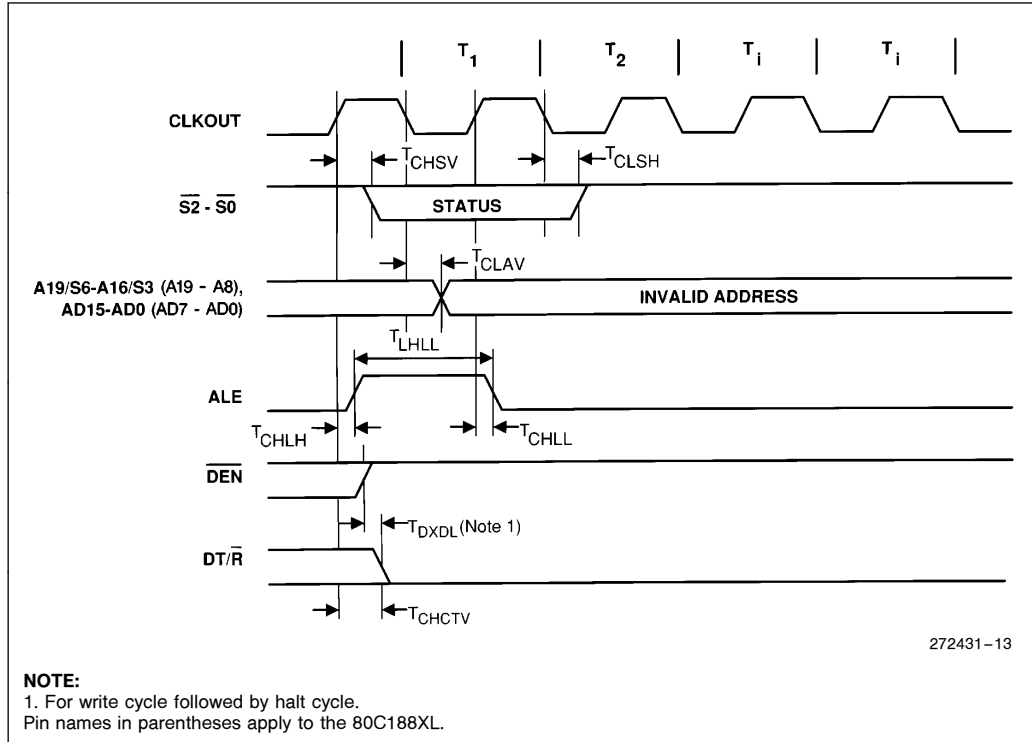 T1 T2 Ti Ti
CLKOUT
TCHSV TCLSH
S2 - S0
STATUS
TCLAV
A19/S6-A16/S3 (A19 - A8),
AD15-AD0 (AD7 - AD0)
INVALID ADDRESS
TLHLL
ALE
TCHLH TCHLL
DEN
TDXDL (Note 1)
DT/R
TCHCTV
272431-13
NOTE:
1. For write cycle followed by halt cycle.
Pin names in parentheses apply to the 80C188XL.